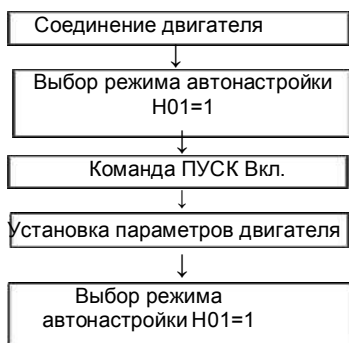 Соединение двигателя
↓
Выбор режима автонастройки
H01=1
↓
Команда ПУСК Вкл.
↓
Установка параметров двигателя
↓
Выбор режима
автонастройки H01=1